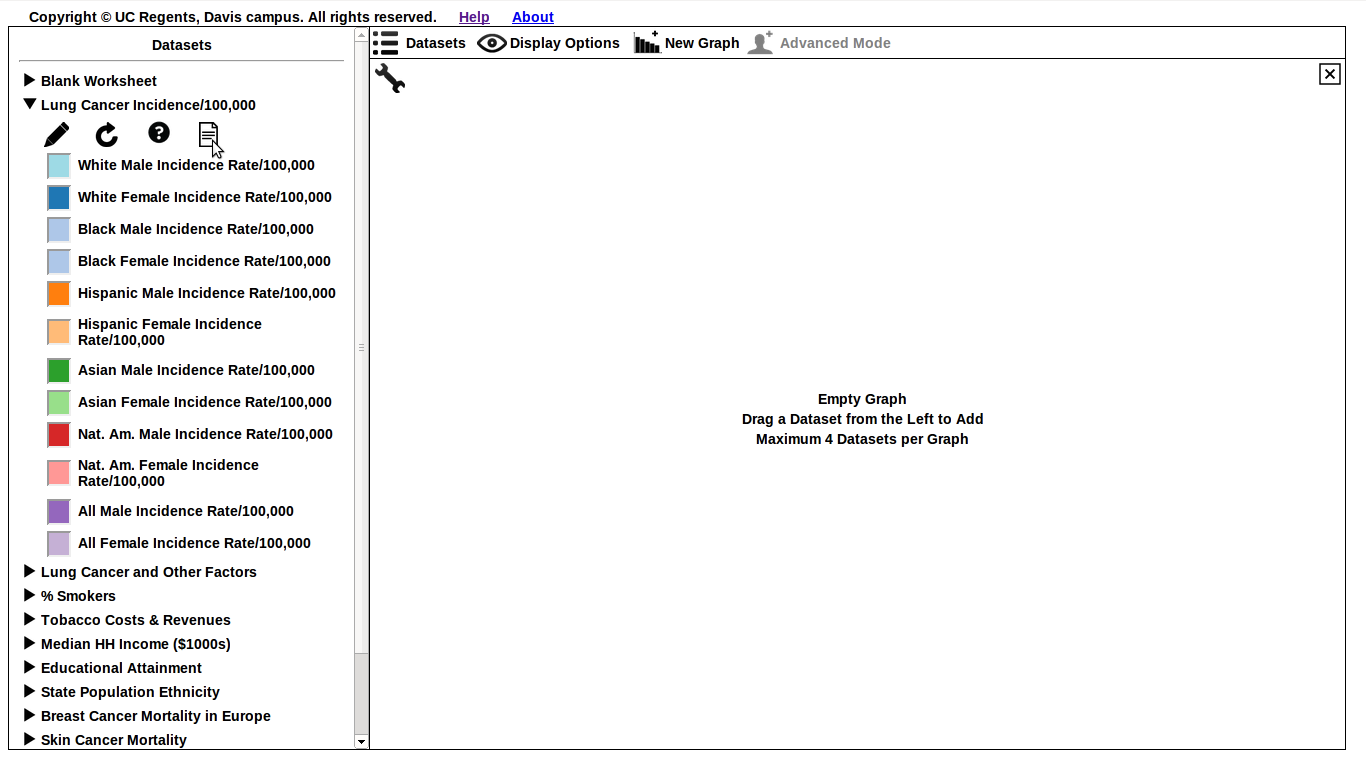 Copyright © UC Regents, Davis campus. All rights reserved. Help About
Datasets
Datasets Display Options New Graph Advanced Mode
Blank Worksheet
Lung Cancer Incidence/100,000
White Male Incidence Rate/100,000
White Female Incidence Rate/100,000
Black Male Incidence Rate/100,000
Black Female Incidence Rate/100,000
Hispanic Male Incidence Rate/100,000
Hispanic Female Incidence
Rate/100,000
Asian Male Incidence Rate/100,000
Asian Female Incidence Rate/100,000
Nat. Am. Male Incidence Rate/100,000
Nat. Am. Female Incidence
Rate/100,000
All Male Incidence Rate/100,000
All Female Incidence Rate/100,000
Lung Cancer and Other Factors
% Smokers
Tobacco Costs & Revenues
Median HH Income ($1000s)
Educational Attainment
State Population Ethnicity
Breast Cancer Mortality in Europe
Skin Cancer Mortality
Empty Graph
Drag a Dataset from the Left to Add
Maximum 4 Datasets per Graph